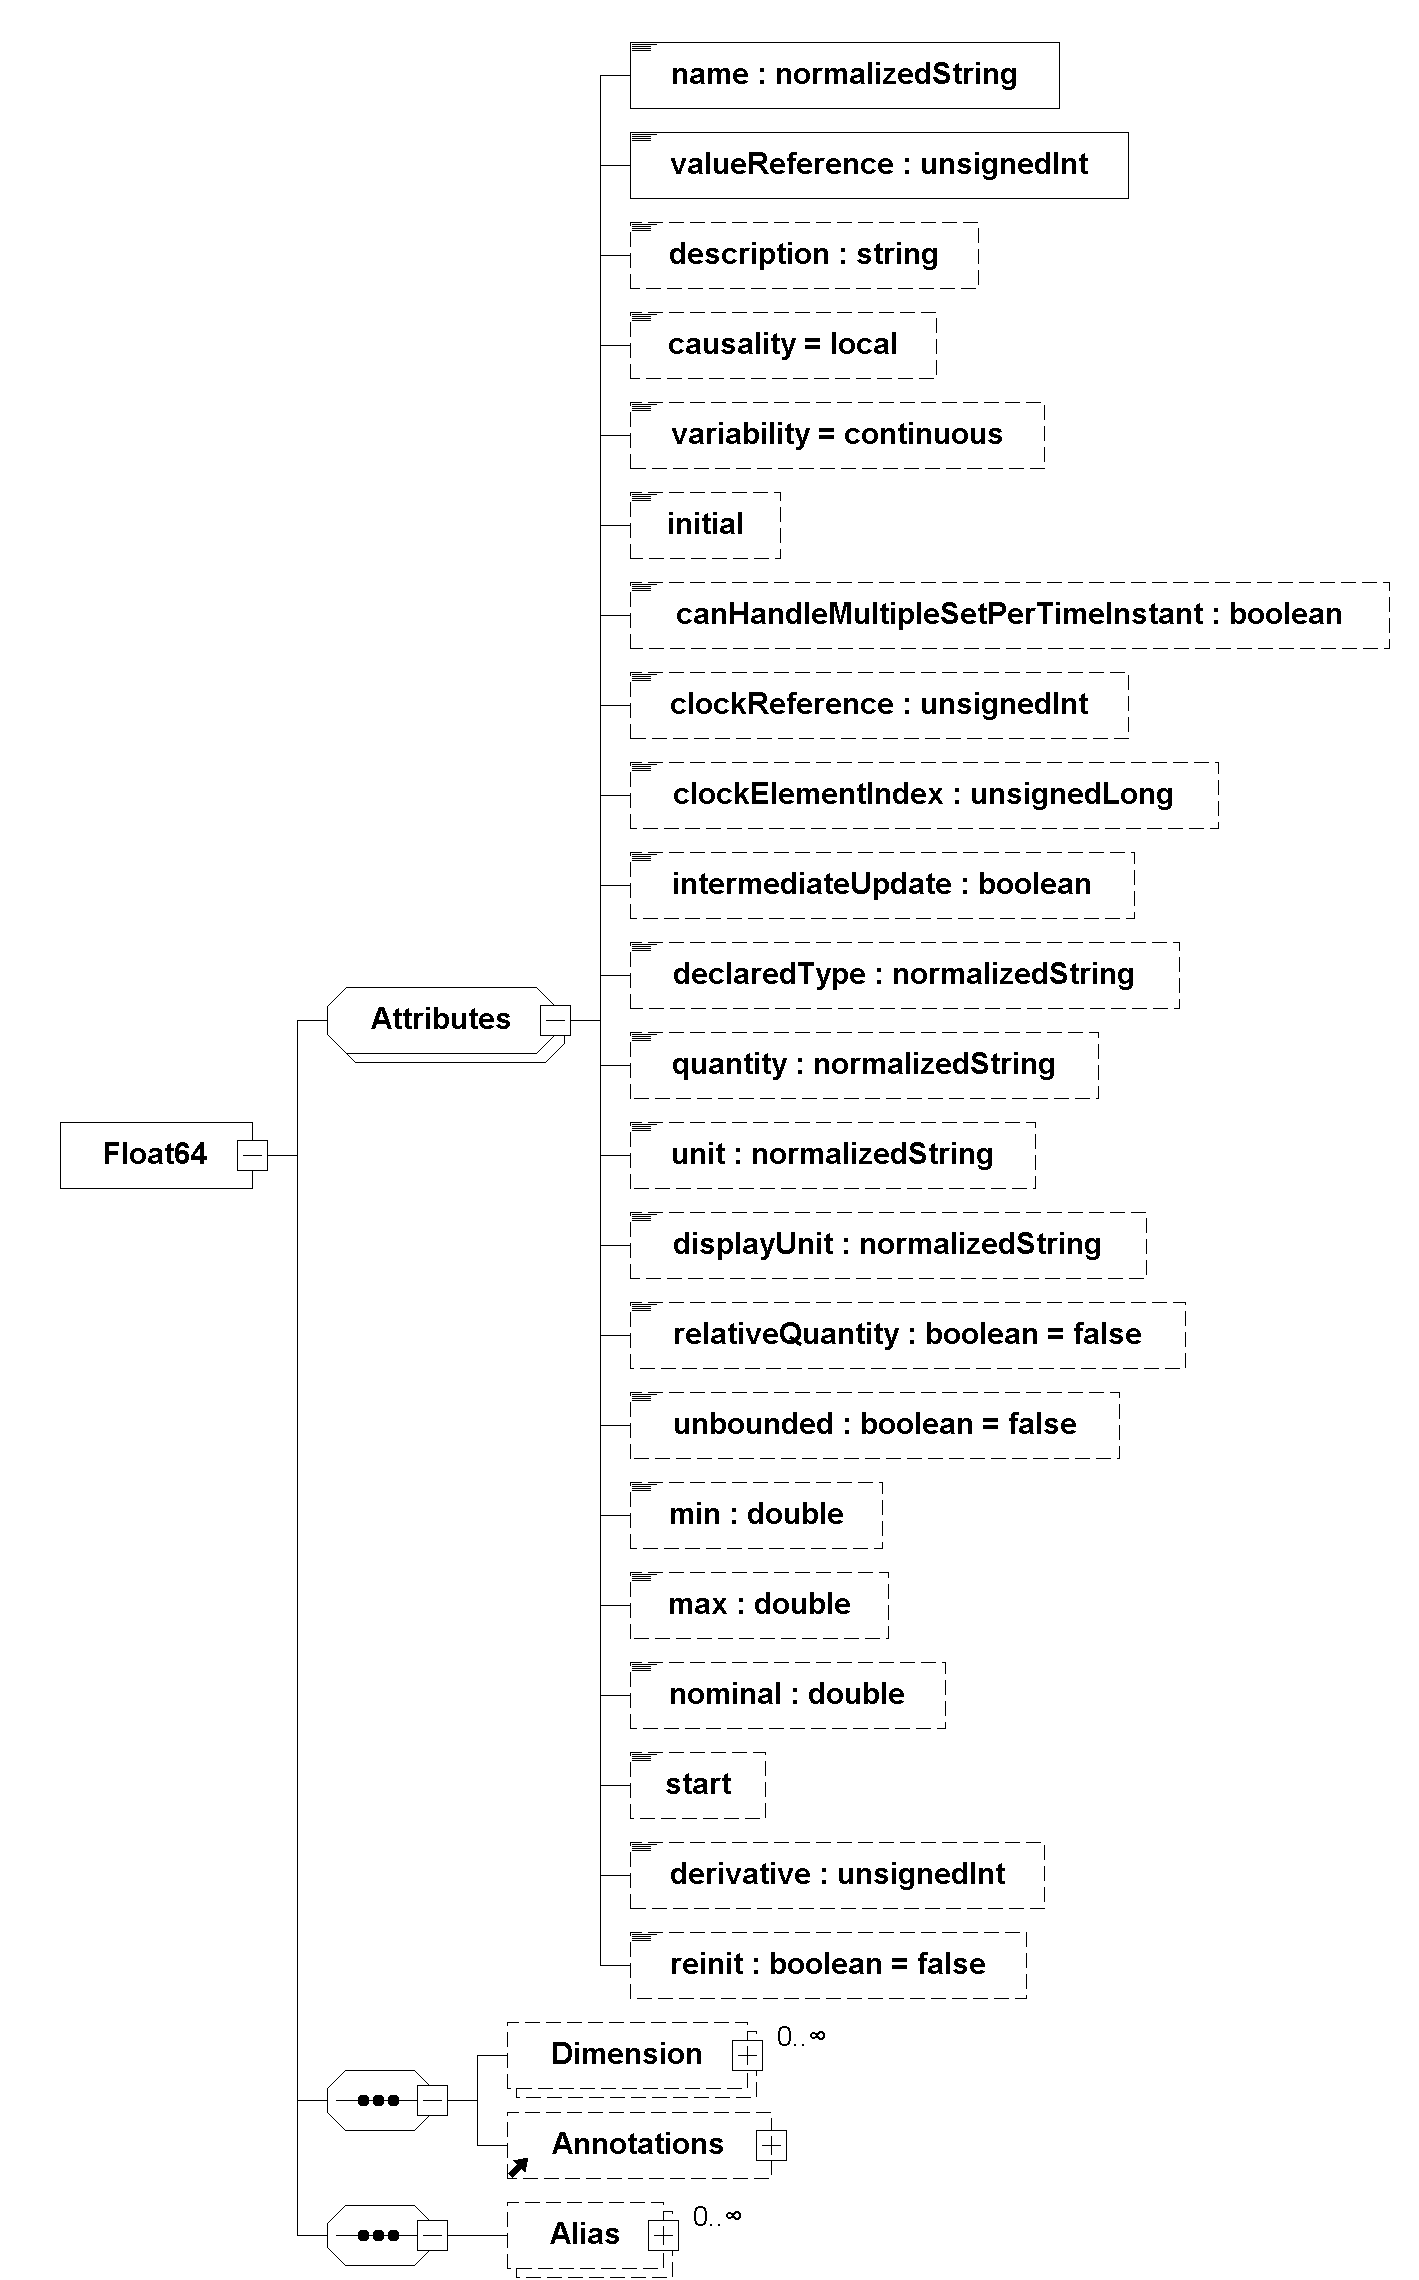 name : normalizedString
valueReference : unsignedInt
description : string
causality = local
variability = continuous
initial
canHandleMultipleSetPerTimeInstant : boolean
clockReference : unsignedInt
clockElementIndex : unsignedLong
intermediateUpdate : boolean
declaredType : normalizedString
Attributes
quantity : normalizedString
Float64
unit : normalizedString
displayUnit : normalizedString
relativeQuantity : boolean = false
unbounded : boolean = false
min : double
max : double
nominal : double
start
derivative : unsignedInt
reinit : boolean = false
Dimension
0..∞
Annotations
Alias
0..∞